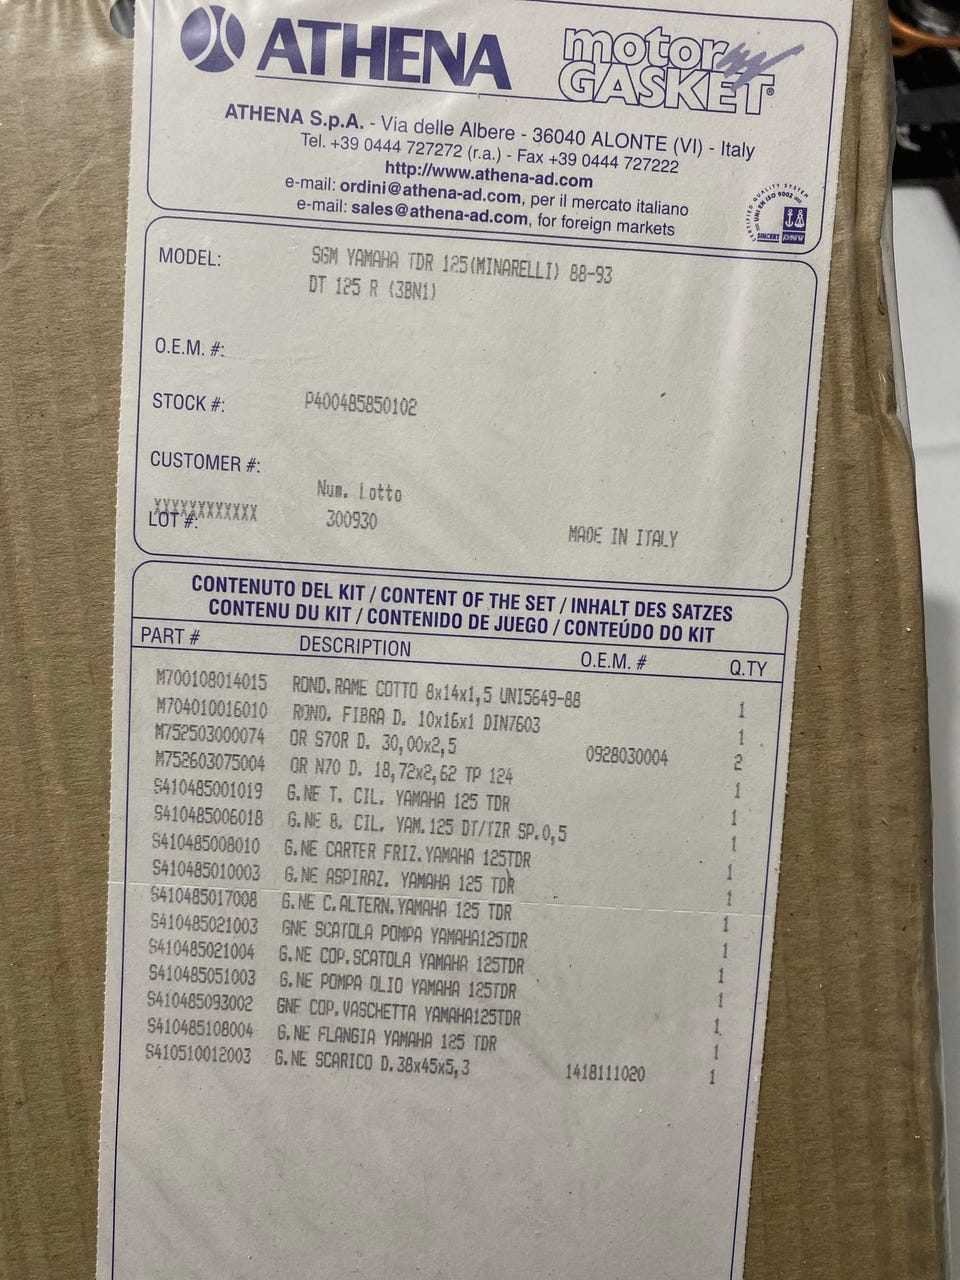 ATHENA
motor GASKET®
ATHENA S.p.A. - Via delle Albere - 36040 ALONTE (VI) - Italy
Tel. +39 0444 727272 (r.a.) - Fax +39 0444 727222
http://www.athena-ad.com
e-mail: ordini@athena-ad.com, per il mercato italiano
e-mail: sales@athena-ad.com, for foreign markets
CERTIFIED QUALITY SYSTEM
UNI EN ISO 9002
SINCERT DNV
MODEL: SGM YAMAHA TDR 125(MINARELLI) 88-93
DT 125 R (3BN1)
O.E.M. #:
STOCK #: P400485850102
CUSTOMER #:
Num. Lotto
XXXXXXXXXXXX
LOT #: 300930 MADE IN ITALY
CONTENUTO DEL KIT / CONTENT OF THE SET / INHALT DES SATZES
CONTENU DU KIT / CONTENIDO DE JUEGO / CONTEÚDO DO KIT
PART # DESCRIPTION O.E.M. # Q.TY
M700108014015 ROND.RAME COTTO 8x14x1,5 UNI5649-88 1
M704010016010 ROND. FIBRA D. 10x16x1 DIN7603 1
M752503000074 OR S70R D. 30,00x2,5 0928030004 2
M752603075004 OR N70 D. 18,72x2,62 TP 124 1
S410485001019 G.NE T. CIL. YAMAHA 125 TDR 1
S410485006018 G.NE B. CIL. YAM.125 DT/TZR SP.0,5 1
S410485008010 G.NE CARTER FRIZ.YAMAHA 125TDR 1
S410485010003 G.NE ASPIRAZ. YAMAHA 125 TDR 1
S410485017008 G.NE C.ALTERN.YAMAHA 125 TDR 1
S410485021003 GNE SCATOLA POMPA YAMAHA125TDR 1
S410485021004 G.NE COP.SCATOLA YAMAHA 125TDR 1
S410485051003 G.NE POMPA OLIO YAMAHA 125TDR 1
S410485093002 GNE COP.VASCHETTA YAMAHA125TDR 1
S410485108004 G.NE FLANGIA YAMAHA 125 TDR 1
S410510012003 G.NE SCARICO D.38x45x5,3 1418111020 1